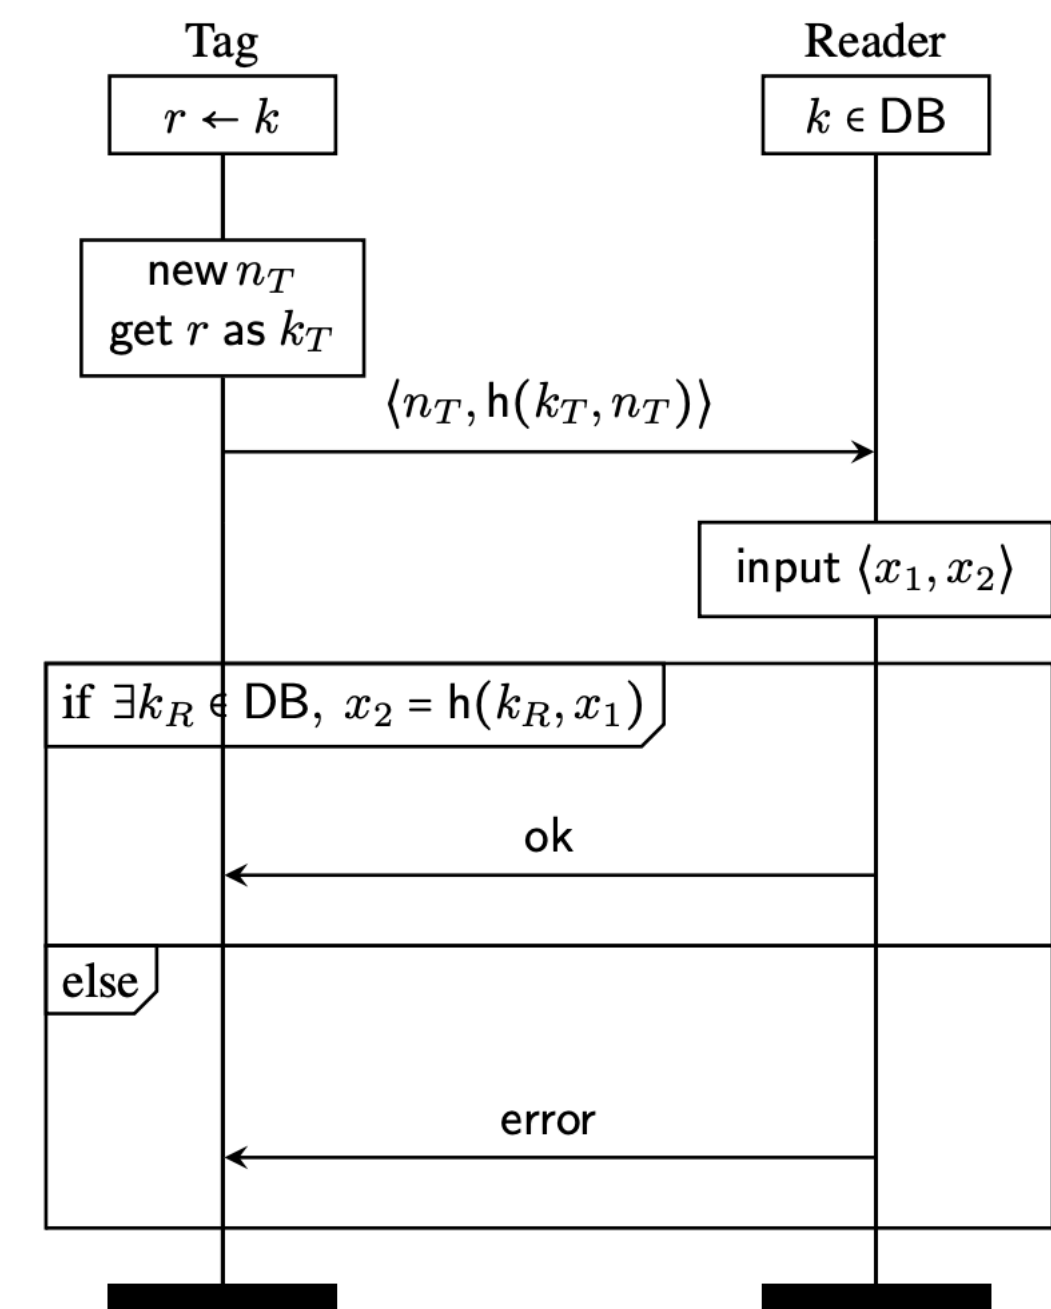 Tag
Reader
r ← k
k ∈ DB
new n_T
get r as k_T
⟨n_T, h(k_T, n_T)⟩
input ⟨x_1, x_2⟩
if ∃k_R ∈ DB, x_2 = h(k_R, x_1)
ok
else
error